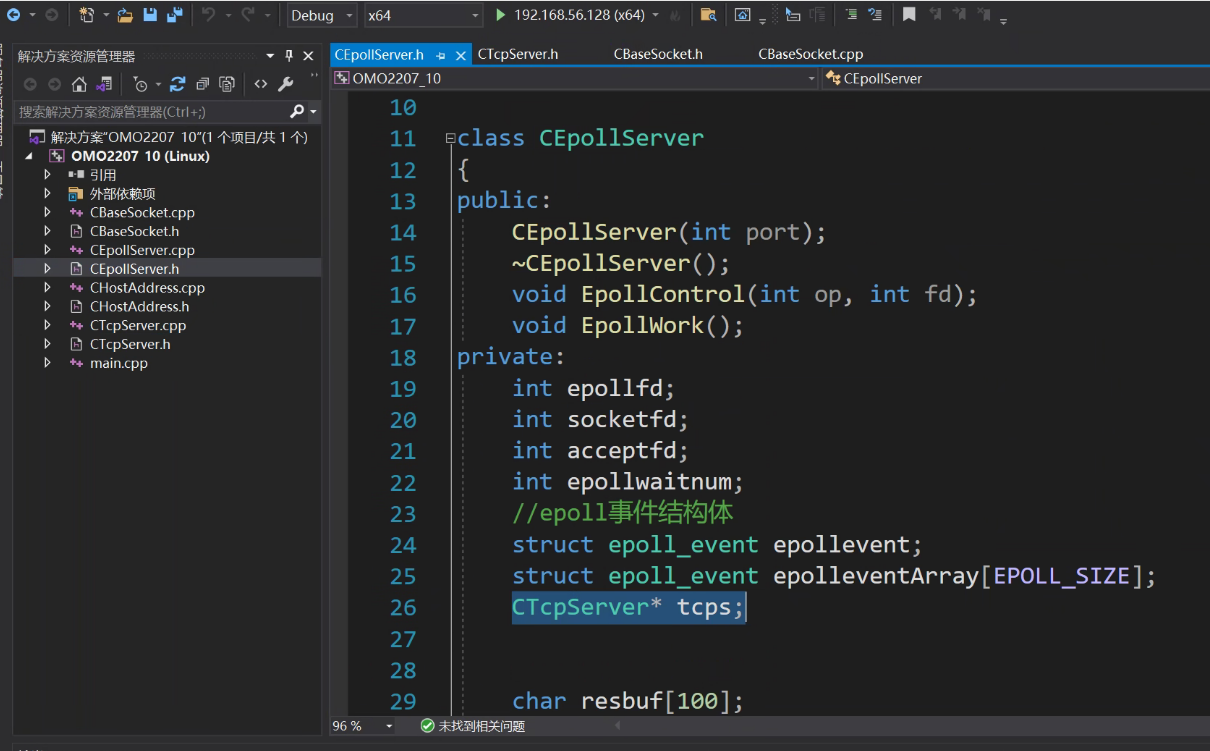 Debug
x64
192.168.56.128 (x64)
解决方案资源管理器
搜索解决方案资源管理器(Ctrl+;)
解决方案"OMO2207_10"(1 个项目/共 1 个)
OMO2207_10 (Linux)
引用
外部依赖项
CBaseSocket.cpp
CBaseSocket.h
CEpollServer.cpp
CEpollServer.h
CHostAddress.cpp
CHostAddress.h
CTcpServer.cpp
CTcpServer.h
main.cpp
CEpollServer.h
CTcpServer.h
CBaseSocket.h
CBaseSocket.cpp
OMO2207_10
CEpollServer
10
11 class CEpollServer
12 {
13 public:
14 CEpollServer(int port);
15 ~CEpollServer();
16 void EpollControl(int op, int fd);
17 void EpollWork();
18 private:
19 int epollfd;
20 int socketfd;
21 int acceptfd;
22 int epollwaitnum;
23 //epoll事件结构体
24 struct epoll_event epollevent;
25 struct epoll_event epolleventArray[EPOLL_SIZE];
26 CTcpServer* tcps;
27
28
29 char resbuf[100];
96 %
未找到相关问题